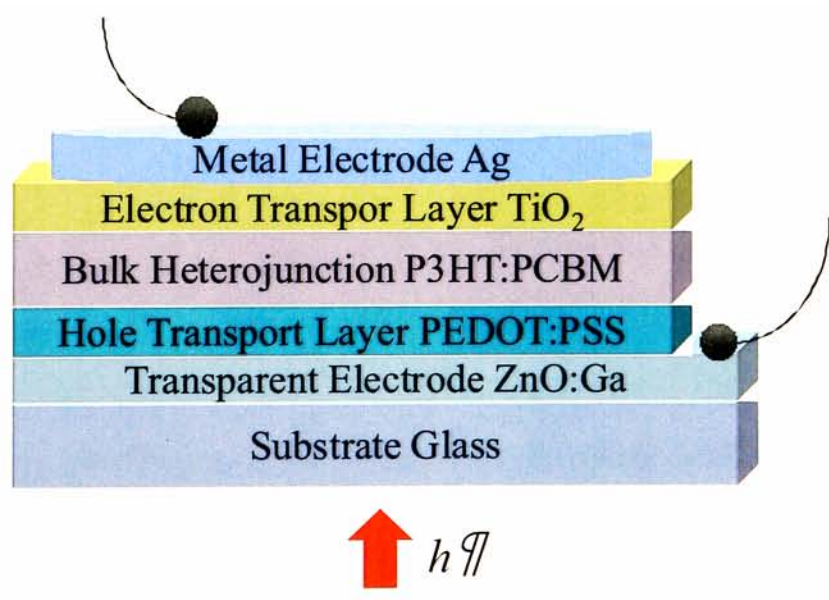 Metal Electrode Ag
Electron Transpor Layer TiO₂
Bulk Heterojunction P3HT:PCBM
Hole Transport Layer PEDOT:PSS
Transparent Electrode ZnO:Ga
Substrate Glass
h¶